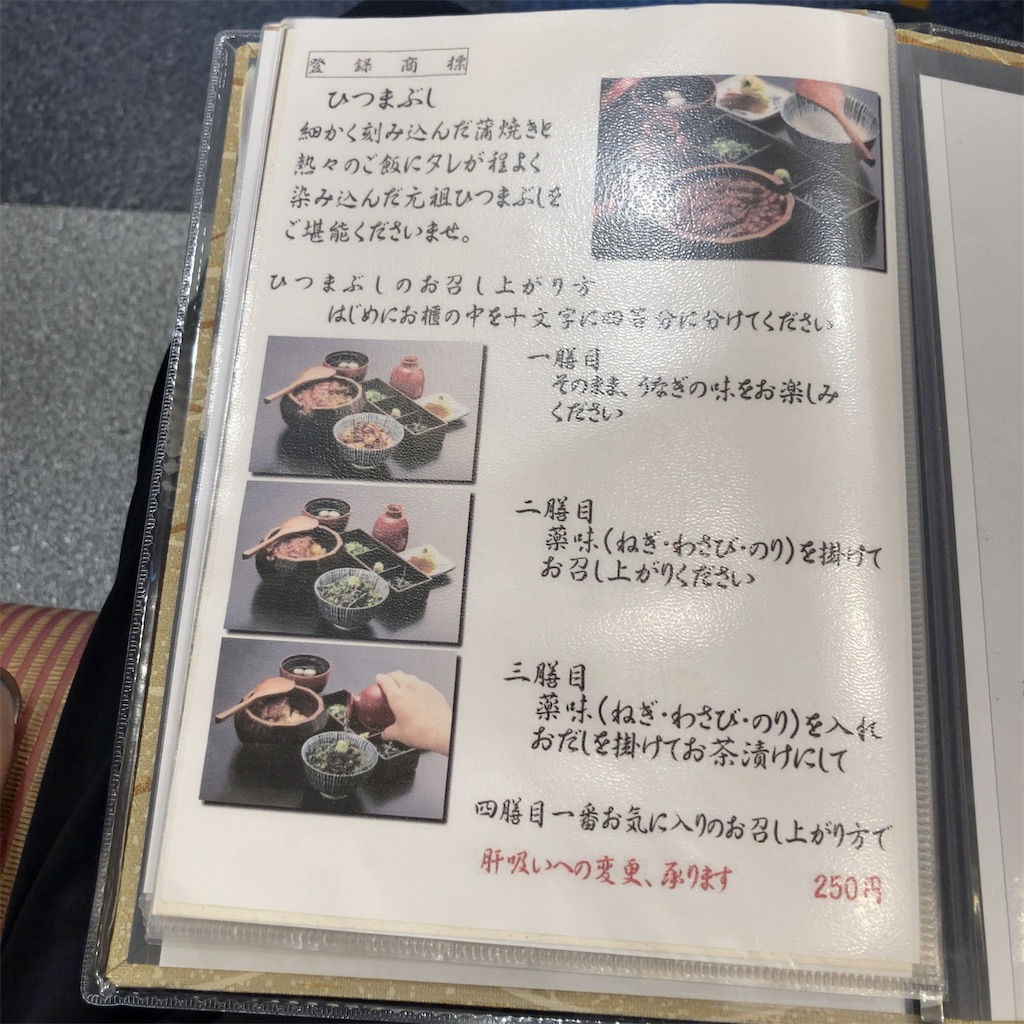 登録商標
ひつまぶし
細かく刻み込んだ蒲焼きと
熱々のご飯にタレが程よく
染み込んだ元祖ひつまぶしを
ご堪能くださいませ。
ひつまぶしのお召し上がり方
はじめにお櫃の中を十文字に四等分に分けてください
一膳目
そのまま、うなぎの味をお楽しみ
ください
二膳目
薬味(ねぎ・わさび・のり)を掛けて
お召し上がりください
三膳目
薬味(ねぎ・わさび・のり)を入れ
おだしを掛けてお茶漬けにして
四膳目一番お気に入りのお召し上がり方で
肝吸いへの変更、承ります 250円